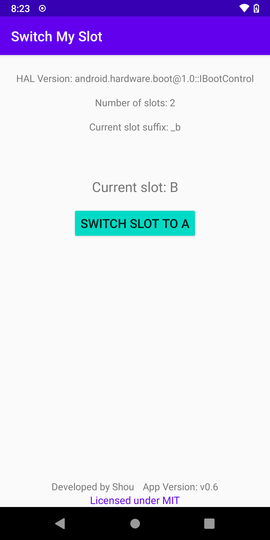 8:23
Switch My Slot
HAL Version: android.hardware.boot@1.0::IBootControl
Number of slots: 2
Current slot suffix: _b
Current slot: B
SWITCH SLOT TO A
Developed by Shou App Version: v0.6
Licensed under MIT